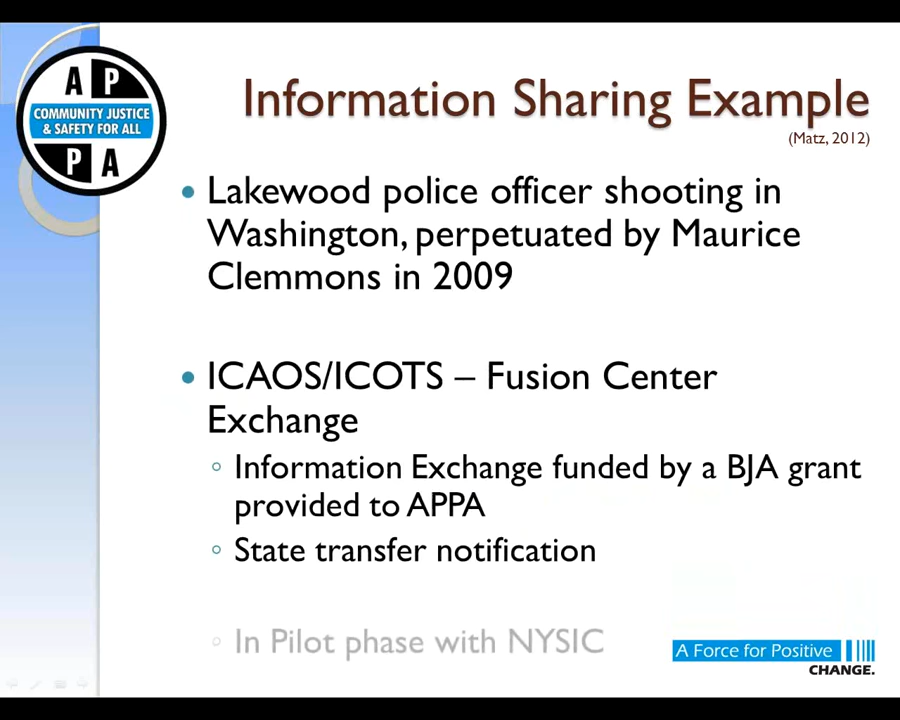 A P
COMMUNITY JUSTICE
& SAFETY FOR ALL
P A
Information Sharing Example
(Matz, 2012)
• Lakewood police officer shooting in
Washington, perpetuated by Maurice
Clemmons in 2009
• ICAOS/ICOTS – Fusion Center
Exchange
◦ Information Exchange funded by a BJA grant
provided to APPA
◦ State transfer notification
◦ In Pilot phase with NYSIC
A Force for Positive
CHANGE.